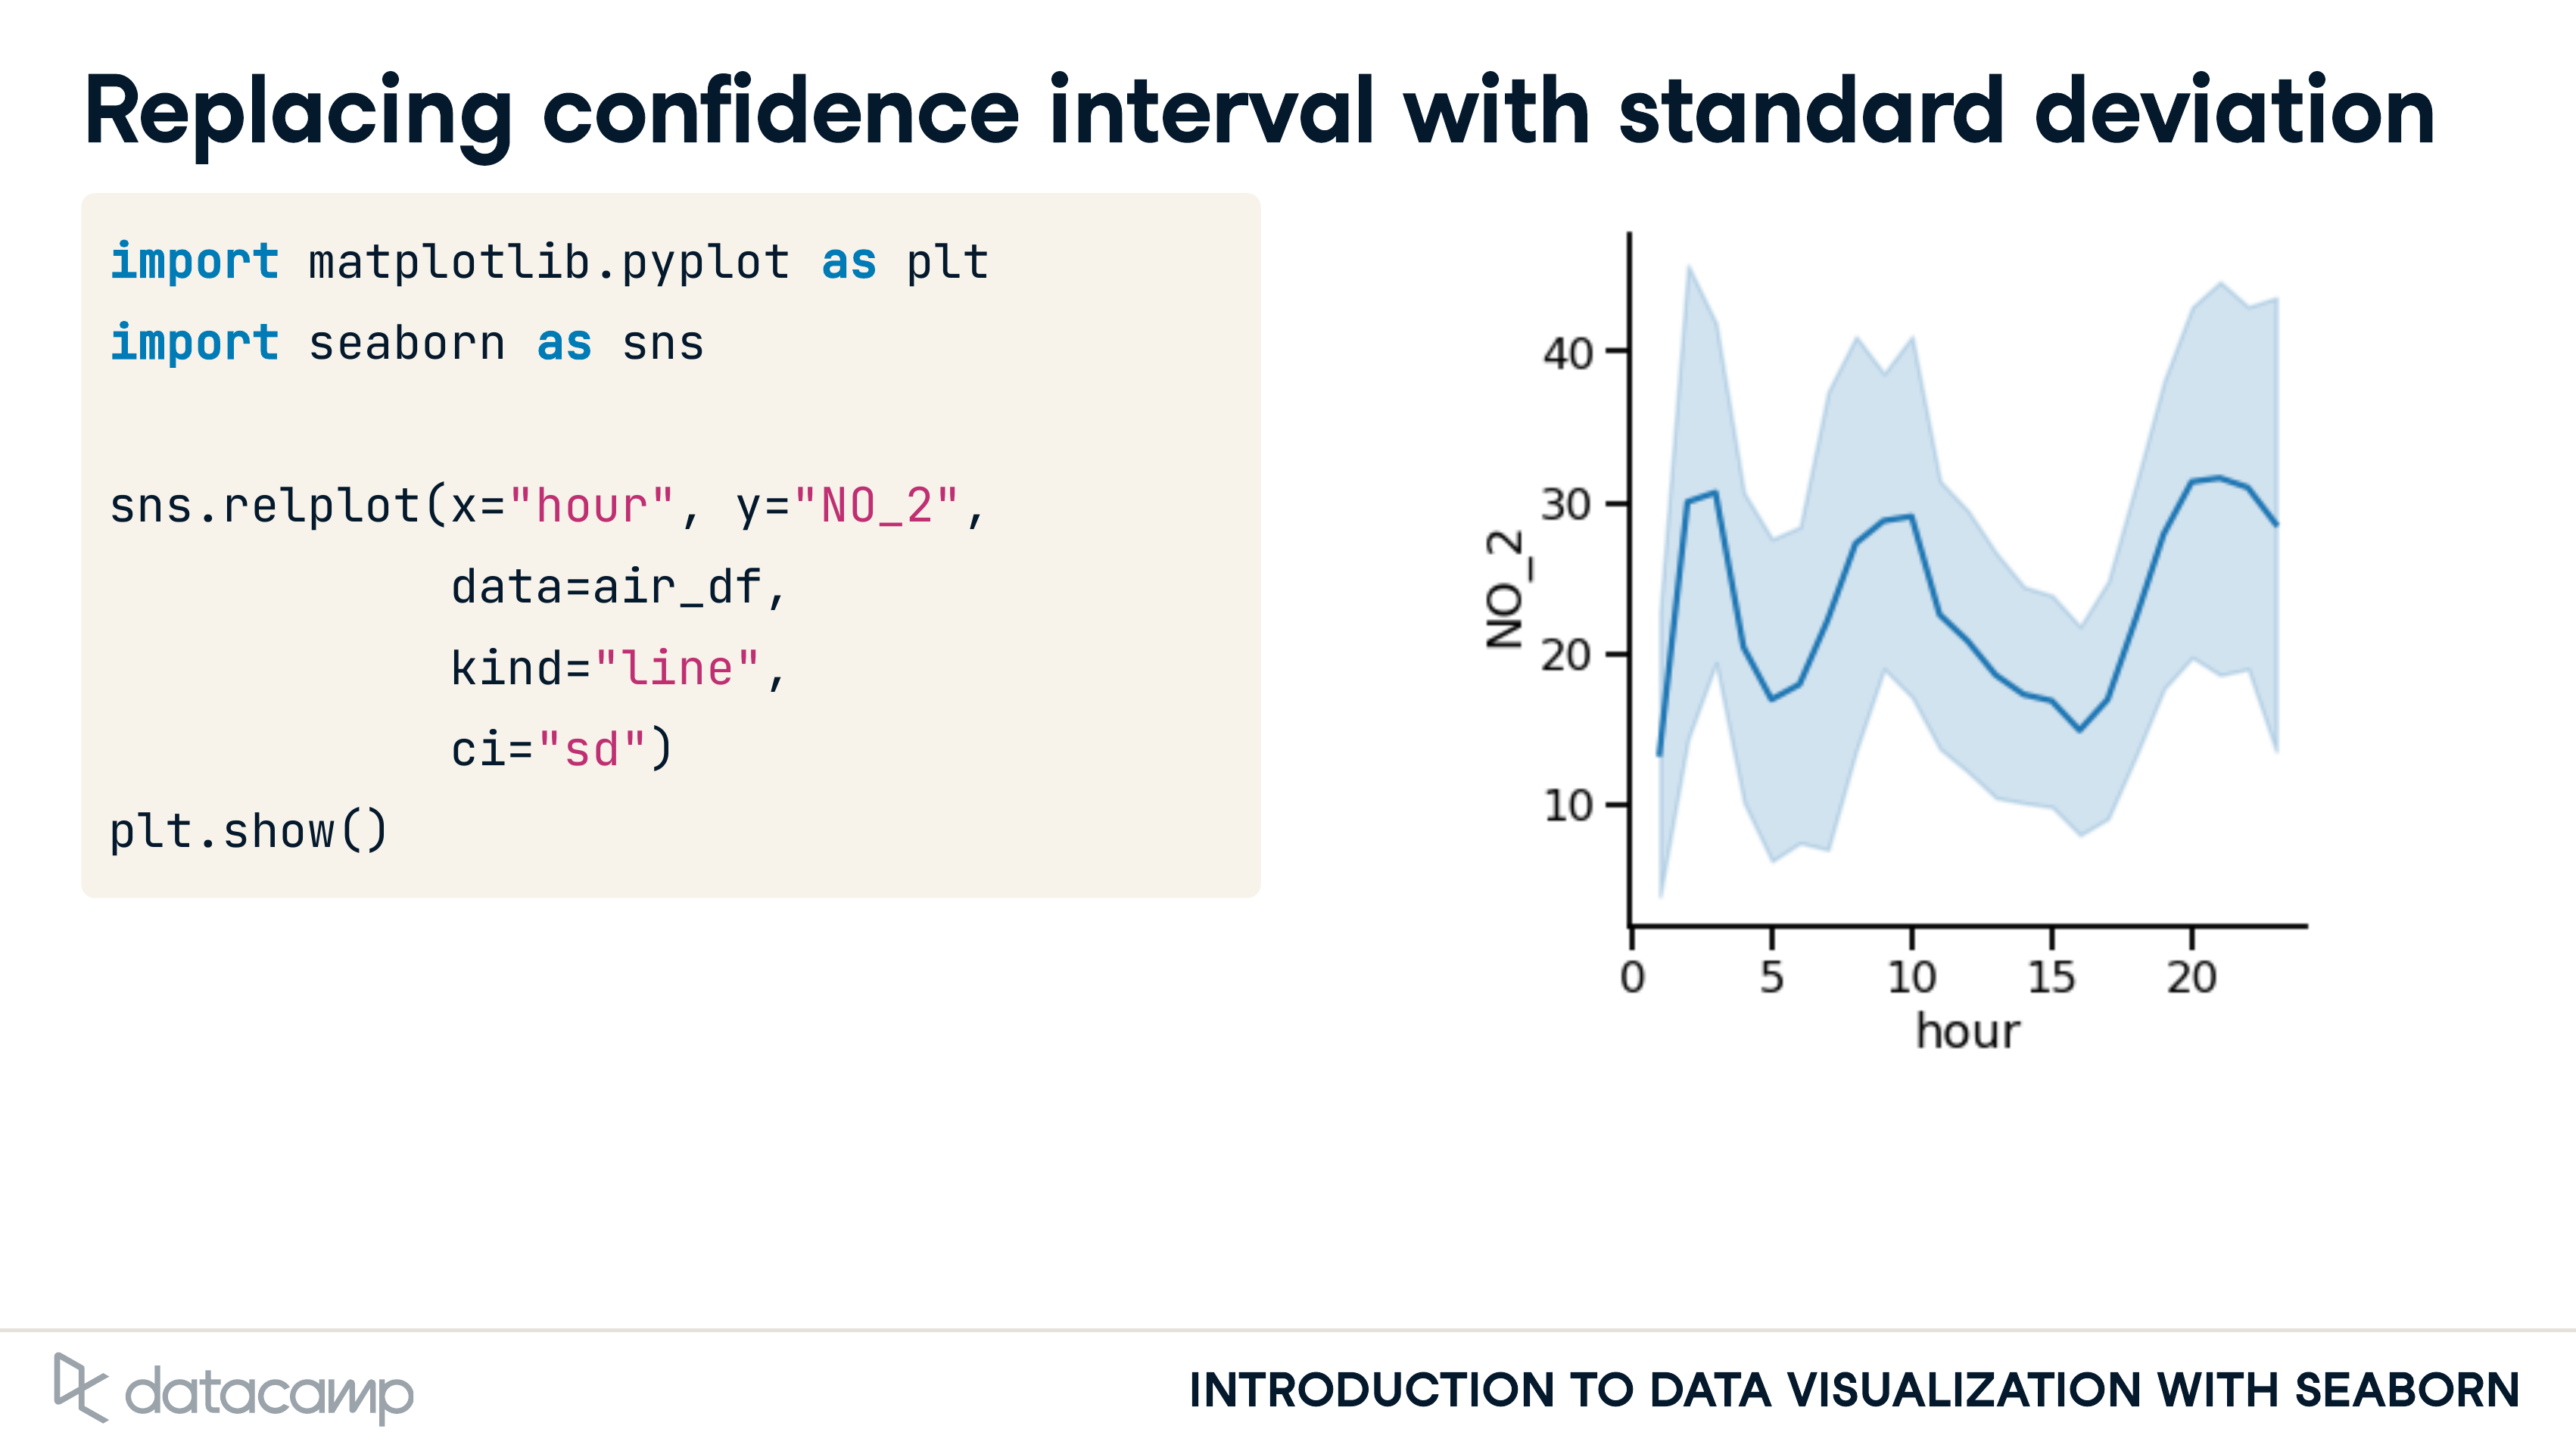 Replacing confidence interval with standard deviation
import matplotlib.pyplot as plt
import seaborn as sns
sns.relplot(x="hour", y="NO_2",
data=air_df,
kind="line",
ci="sd")
plt.show()
40
30
20
10
NO_2
0 5 10 15 20
hour
datacamp
INTRODUCTION TO DATA VISUALIZATION WITH SEABORN